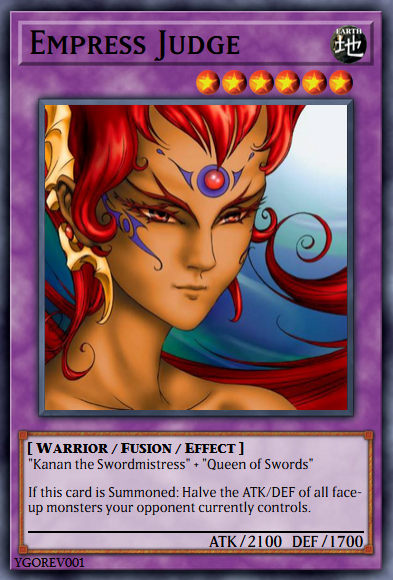 Empress Judge
EARTH
地
[ Warrior / Fusion / Effect ]
"Kanan the Swordmistress" + "Queen of Swords"
If this card is Summoned: Halve the ATK/DEF of all face-
up monsters your opponent currently controls.
ATK/2100 DEF/1700
YGOREV001